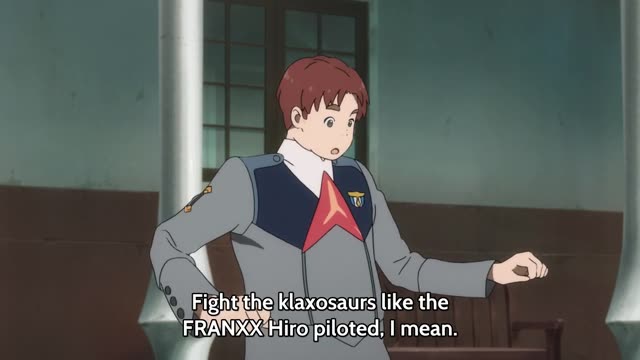 Fight the klaxosaurs like the
FRANXX Hiro piloted, I mean.